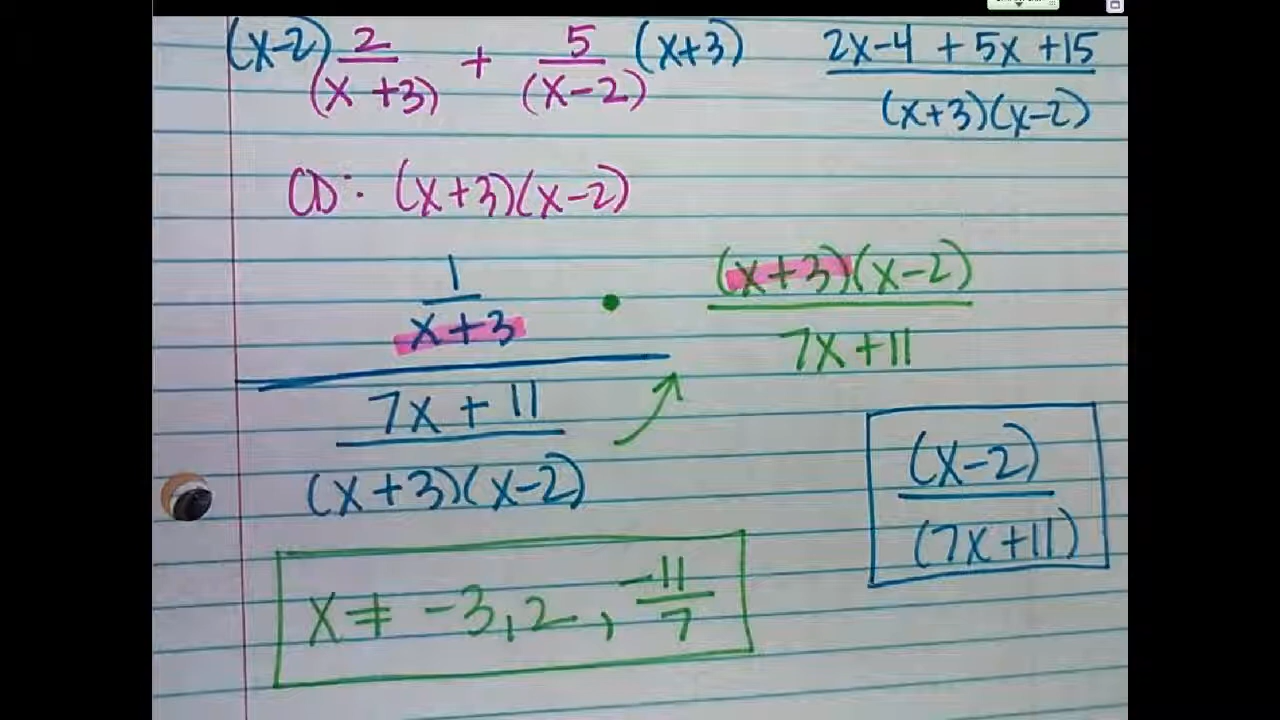 (x-2) 2/(x+3) + 5/(x-2) (x+3)
2x-4 + 5x +15
(x+3)(x-2)
CD: (x+3)(x-2)
1
x+3
•
(x+3)(x-2)
7x+11
7x + 11
(x+3)(x-2)
(x-2)
(7x+11)
x ≠ -3, 2, -11/7